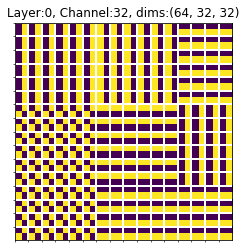 Layer:0, Channel:32, dims:(64, 32, 32)